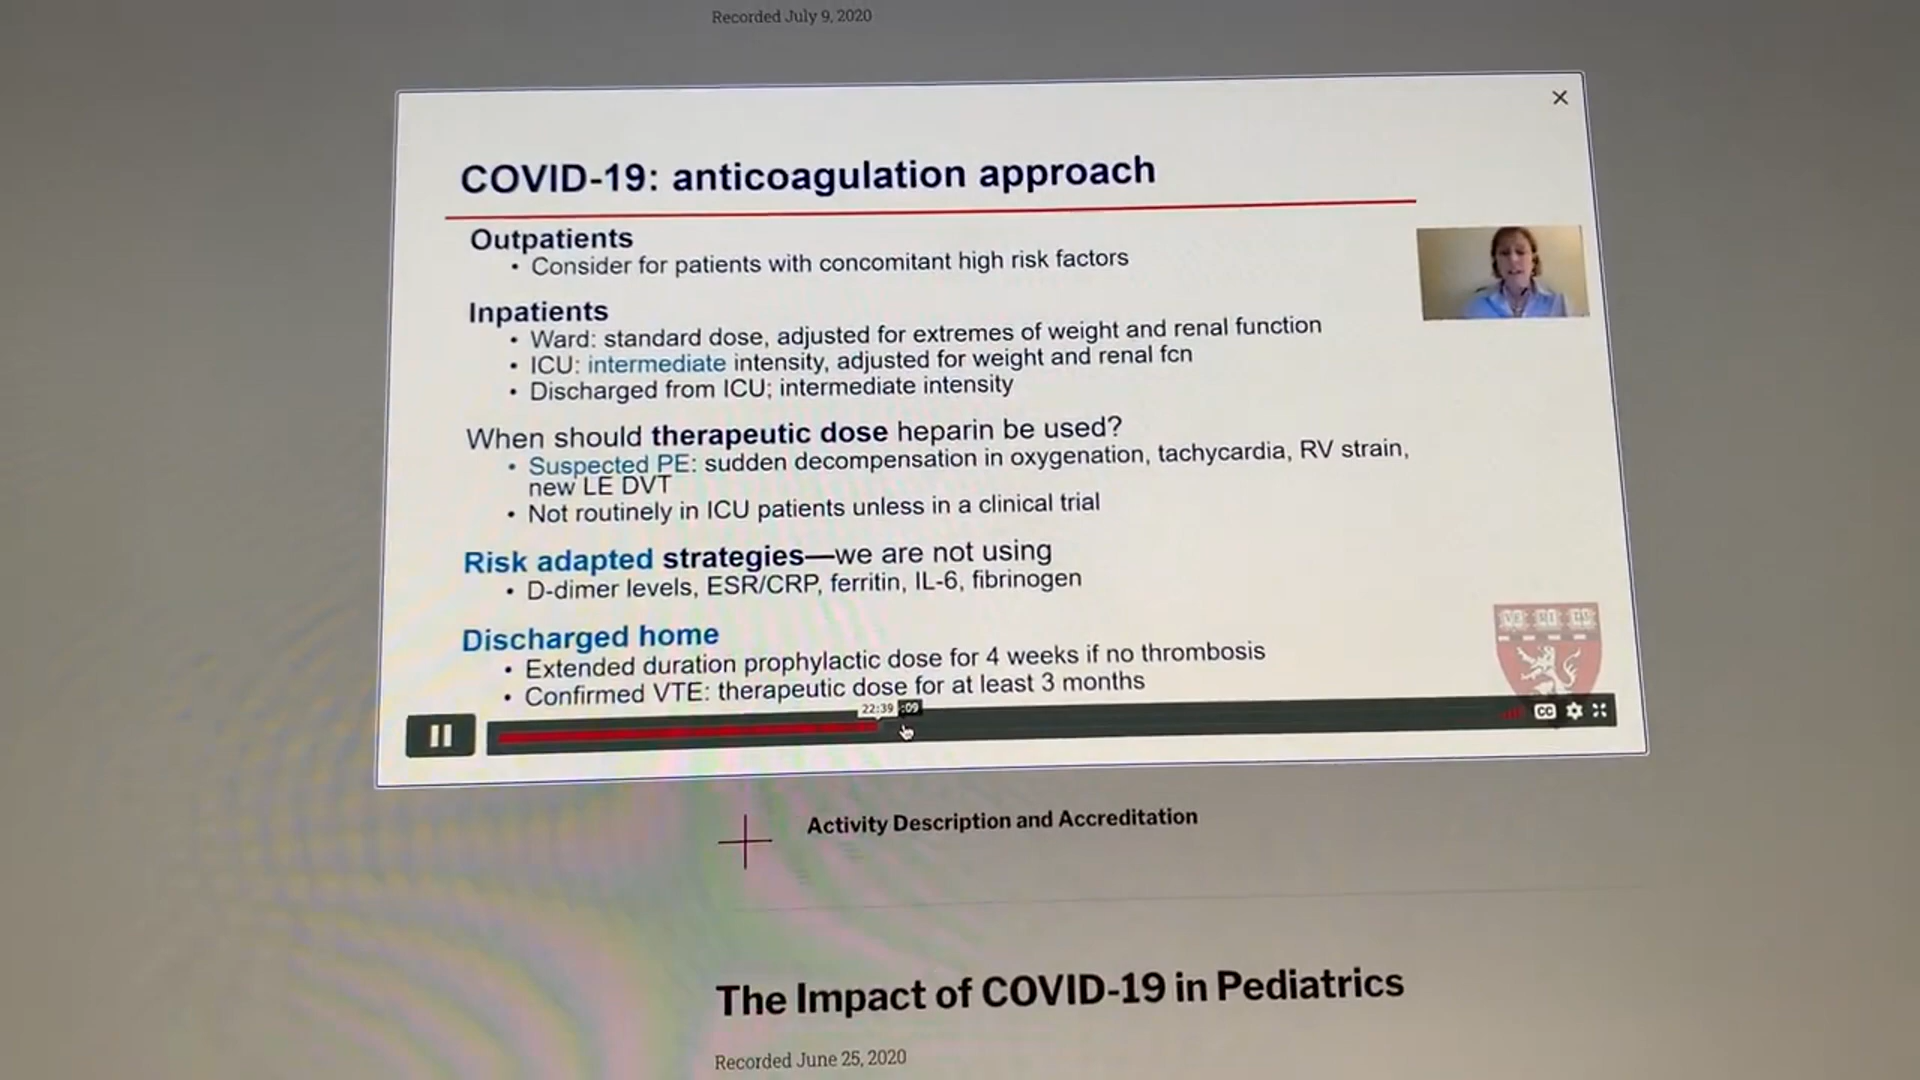 Recorded July 9, 2020
COVID-19: anticoagulation approach
Outpatients
• Consider for patients with concomitant high risk factors
Inpatients
• Ward: standard dose, adjusted for extremes of weight and renal function
• ICU: intermediate intensity, adjusted for weight and renal fcn
• Discharged from ICU; intermediate intensity
When should therapeutic dose heparin be used?
• Suspected PE: sudden decompensation in oxygenation, tachycardia, RV strain,
new LE DVT
• Not routinely in ICU patients unless in a clinical trial
Risk adapted strategies—we are not using
• D-dimer levels, ESR/CRP, ferritin, IL-6, fibrinogen
Discharged home
• Extended duration prophylactic dose for 4 weeks if no thrombosis
• Confirmed VTE: therapeutic dose for at least 3 months
22:39 :09
CC
Activity Description and Accreditation
The Impact of COVID-19 in Pediatrics
Recorded June 25, 2020